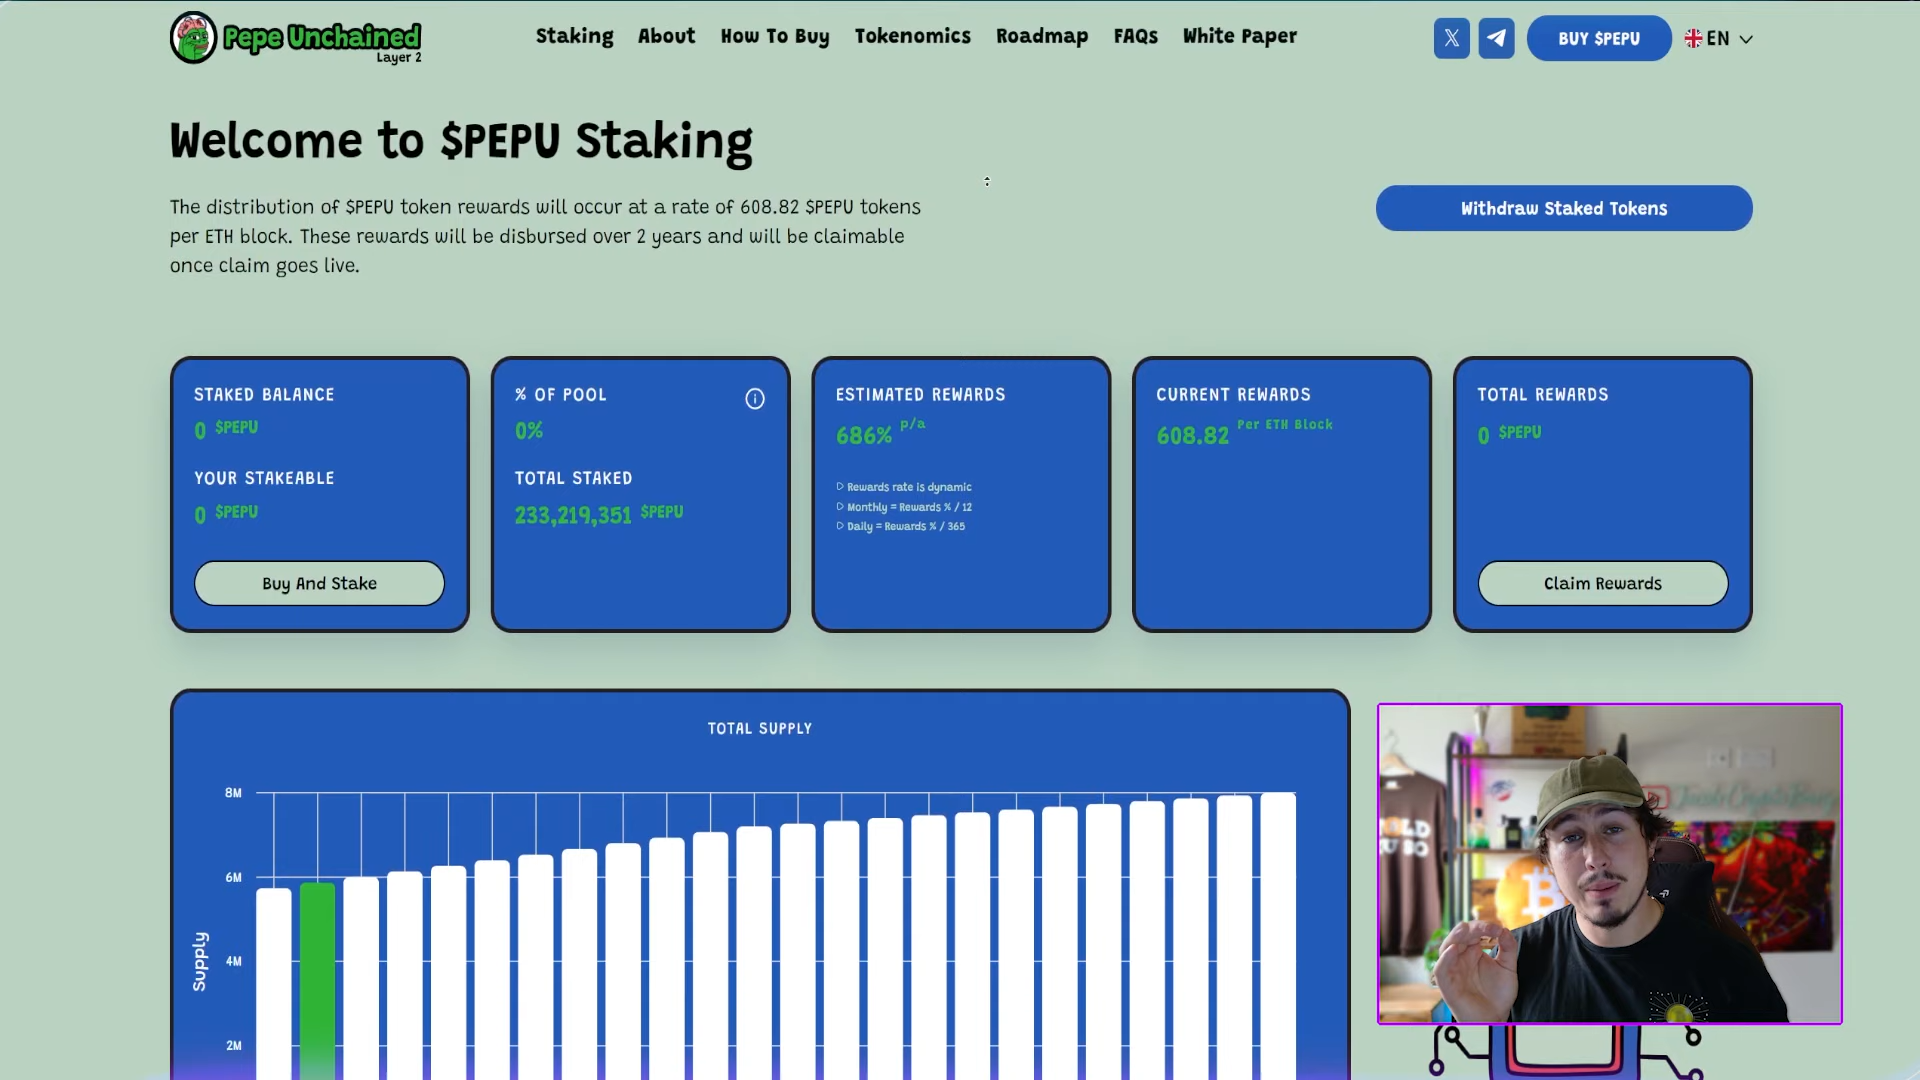 Pepe Unchained
Layer 2
Staking
About
How To Buy
Tokenomics
Roadmap
FAQs
White Paper
BUY $PEPU
EN
Welcome to $PEPU Staking
The distribution of $PEPU token rewards will occur at a rate of 608.82 $PEPU tokens
per ETH block. These rewards will be disbursed over 2 years and will be claimable
once claim goes live.
Withdraw Staked Tokens
STAKED BALANCE
0 $PEPU
YOUR STAKEABLE
0 $PEPU
Buy And Stake
% OF POOL
0%
TOTAL STAKED
233,219,351 $PEPU
ESTIMATED REWARDS
686% p/a
Rewards rate is dynamic
Monthly = Rewards % / 12
Daily = Rewards % / 365
CURRENT REWARDS
608.82 Per ETH Block
TOTAL REWARDS
0 $PEPU
Claim Rewards
TOTAL SUPPLY
8M
6M
4M
2M
Supply